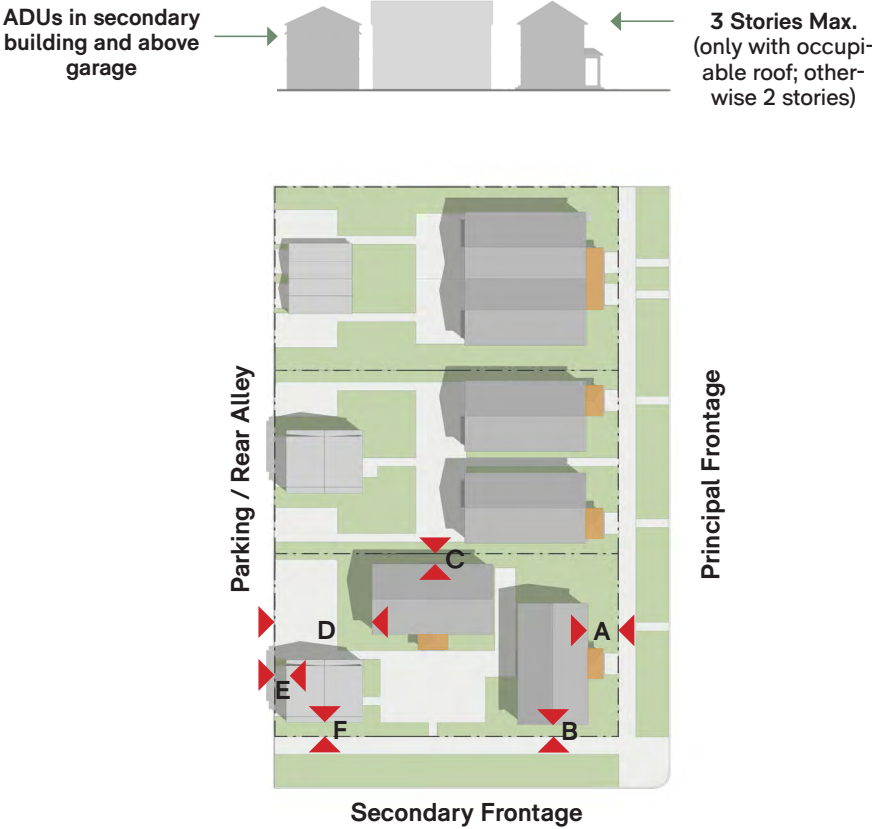 ADUs in secondary
building and above
garage
3 Stories Max.
(only with occupi-
able roof; other-
wise 2 stories)
Parking / Rear Alley
Principal Frontage
C
D
A
E
F
B
Secondary Frontage